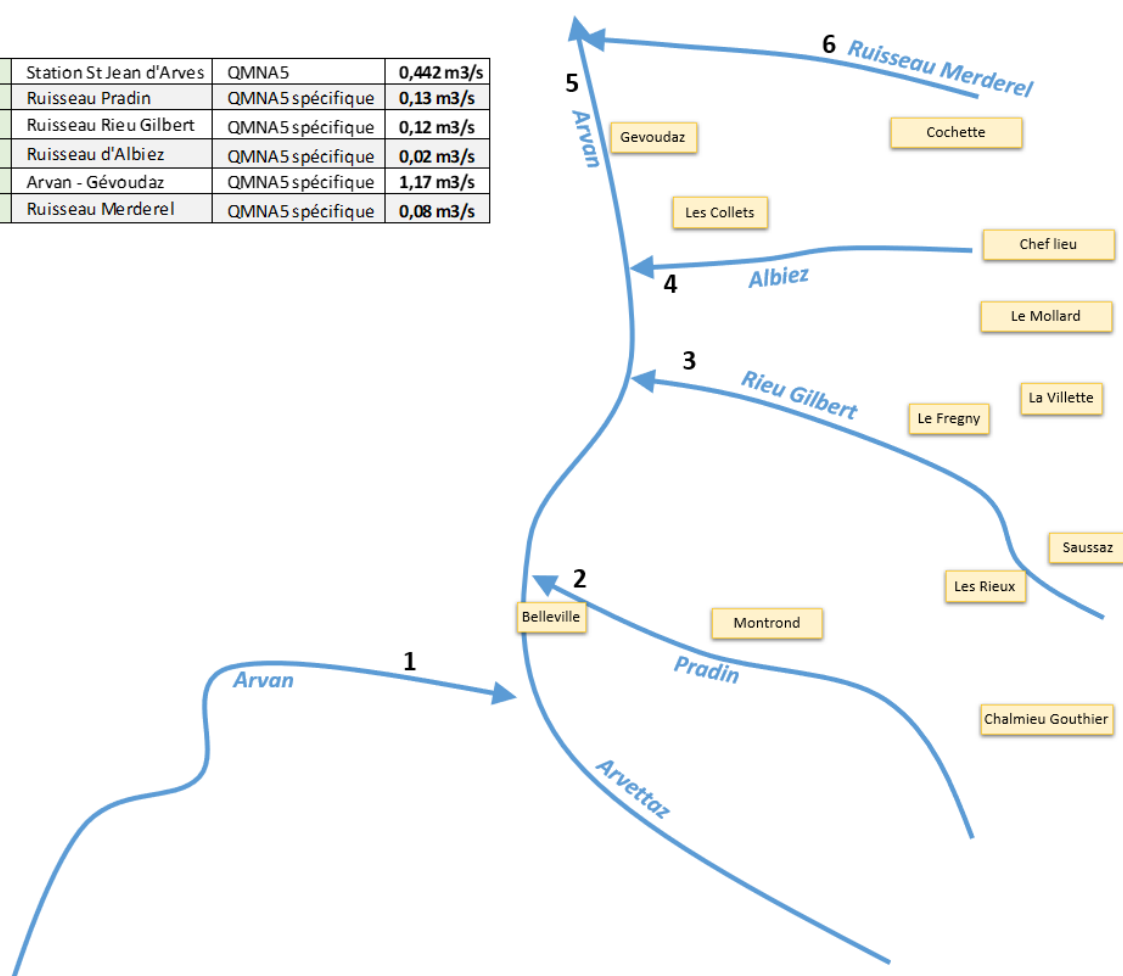 Station St Jean d'Arves QMNA5 0,442 m3/s
Ruisseau Pradin QMNA5 spécifique 0,13 m3/s
Ruisseau Rieu Gilbert QMNA5 spécifique 0,12 m3/s
Ruisseau d'Albiez QMNA5 spécifique 0,02 m3/s
Arvan - Gévoudaz QMNA5 spécifique 1,17 m3/s
Ruisseau Merderel QMNA5 spécifique 0,08 m3/s
6
Ruisseau Merderel
5
Arvan
Gevoudaz
Cochette
Les Collets
Chef lieu
4
Albiez
Le Mollard
3
Rieu Gilbert
La Villette
Le Fregny
Saussaz
2
Les Rieux
Belleville
Montrond
1
Arvan
Pradin
Chalmieu Gouthier
Arvettaz